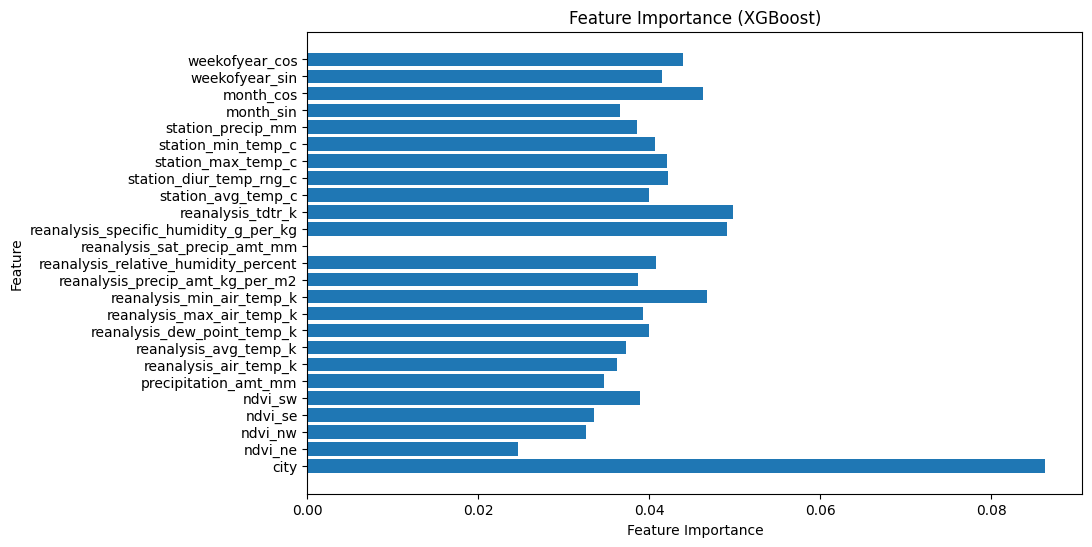 Feature Importance (XGBoost)
weekofyear_cos
weekofyear_sin
month_cos
month_sin
station_precip_mm
station_min_temp_c
station_max_temp_c
station_diur_temp_rng_c
station_avg_temp_c
reanalysis_tdtr_k
reanalysis_specific_humidity_g_per_kg
reanalysis_sat_precip_amt_mm
reanalysis_relative_humidity_percent
reanalysis_precip_amt_kg_per_m2
reanalysis_min_air_temp_k
reanalysis_max_air_temp_k
reanalysis_dew_point_temp_k
reanalysis_avg_temp_k
reanalysis_air_temp_k
precipitation_amt_mm
ndvi_sw
ndvi_se
ndvi_nw
ndvi_ne
city
Feature
0.00 0.02 0.04 0.06 0.08
Feature Importance